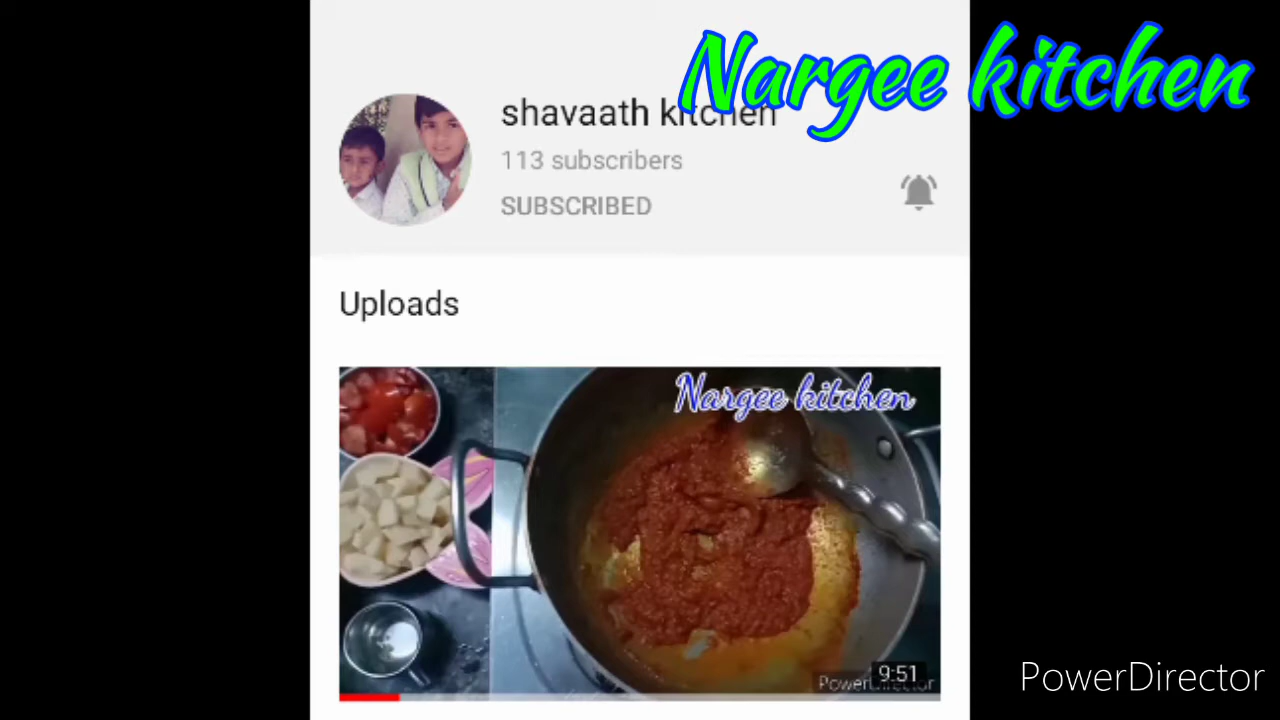 Nargee kitchen
shavaath kitchen
113 subscribers
SUBSCRIBED
Uploads
Nargee kitchen
9:51
PowerDirector
PowerDirector